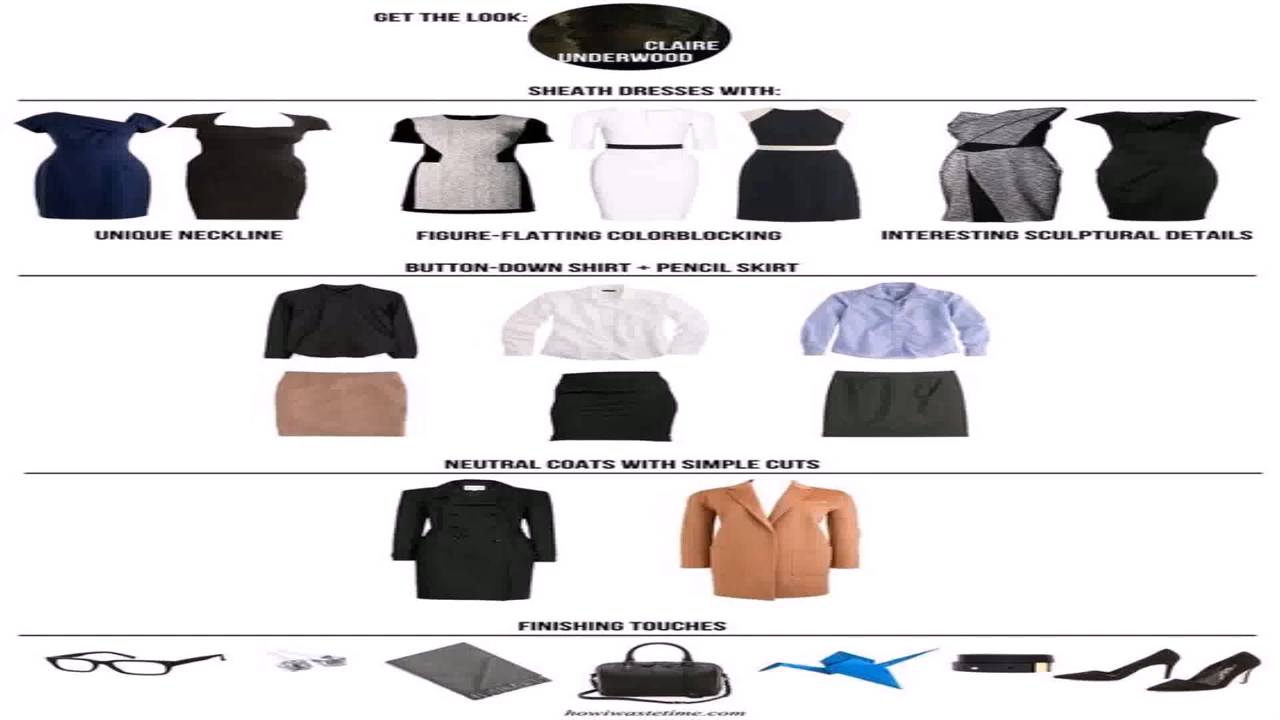 GET THE LOOK:
CLAIRE
UNDERWOOD
SHEATH DRESSES WITH:
UNIQUE NECKLINE
FIGURE-FLATTING COLORBLOCKING
INTERESTING SCULPTURAL DETAILS
BUTTON-DOWN SHIRT + PENCIL SKIRT
NEUTRAL COATS WITH SIMPLE CUTS
FINISHING TOUCHES
howiwastetime.com